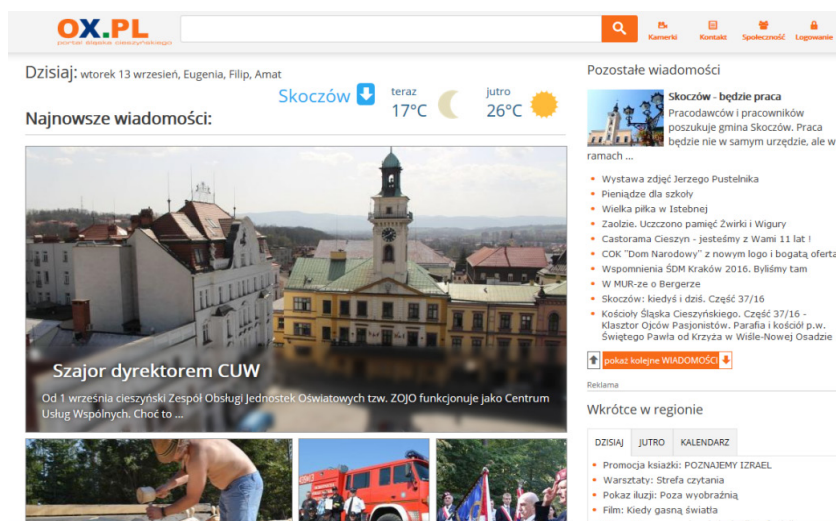 OX.PL
portal śląska cieszyńskiego
Kamerki
Kontakt
Społeczność
Logowanie
Dzisiaj: wtorek 13 wrzesień, Eugenia, Filip, Amat
Skoczów
teraz
17°C
jutro
26°C
Najnowsze wiadomości:
Szajor dyrektorem CUW
Od 1 września cieszyński Zespół Obsługi Jednostek Oświatowych tzw. ZOJO funkcjonuje jako Centrum
Usług Wspólnych. Choć to ...
Pozostałe wiadomości
Skoczów - będzie praca
Pracodawców i pracowników
poszukuje gmina Skoczów. Praca
będzie nie w samym urzędzie, ale w
ramach ...
Wystawa zdjęć Jerzego Pustelnika
Pieniądze dla szkoły
Wielka piłka w Istebnej
Zaolzie. Uczczono pamięć Żwirki i Wigury
Castorama Cieszyn - jesteśmy z Wami 11 lat !
COK "Dom Narodowy" z nowym logo i bogatą oferta
Wspomnienia ŚDM Kraków 2016. Byliśmy tam
W MUR-ze o Bergerze
Skoczów: kiedyś i dziś. Część 37/16
Kościoły Śląska Cieszyńskiego. Część 37/16 -
Klasztor Ojców Pasjonistów. Parafia i kościół p.w.
Świętego Pawła od Krzyża w Wiśle-Nowej Osadzie
pokaż kolejne WIADOMOŚCI
Reklama
Wkrótce w regionie
DZISIAJ JUTRO KALENDARZ
Promocja ksiażki: POZNAJEMY IZRAEL
Warsztaty: Strefa czytania
Pokaz iluzji: Poza wyobraźnią
Film: Kiedy gasną światła